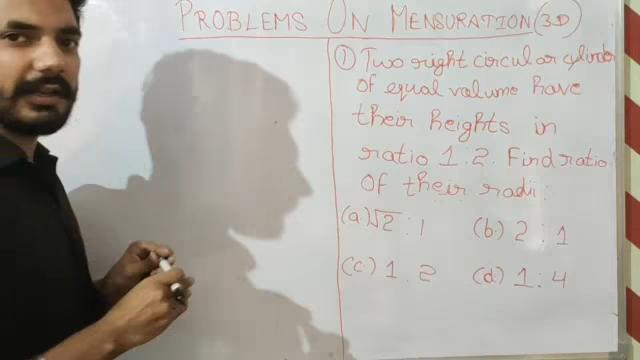 PROBLEMS ON MENSURATION (3D)
① Two right circular cylinder
of equal volume have
their heights in
ratio 1:2. Find ratio
of their radii:
(a) √2 : 1 (b) 2 : 1
(c) 1 : 2 (d) 1 : 4